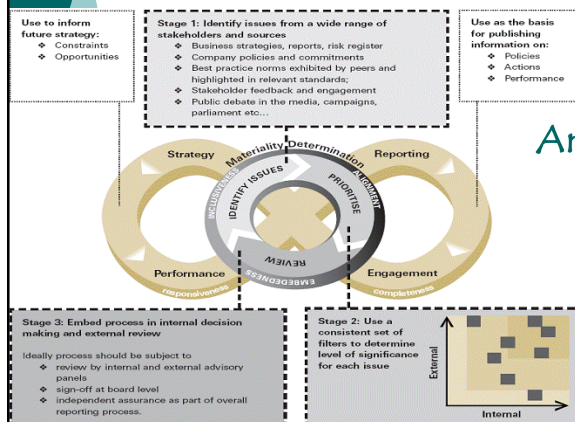 Use to inform
future strategy:
❖ Constraints
❖ Opportunities
Stage 1: Identify issues from a wide range of
stakeholders and sources
❖ Business strategies, reports, risk register
❖ Company policies and commitments
❖ Best practice norms exhibited by peers and
highlighted in relevant standards;
❖ Stakeholder feedback and engagement
❖ Public debate in the media, campaigns,
parliament etc...
Use as the basis
for publishing
information on:
❖ Policies
❖ Actions
❖ Performance
Ar
Strategy
Materiality Determination
Reporting
INCLUSIVENESS
IDENTIFY ISSUES
PRIORITISE
ALIGNMENT
REVIEW
EMBEDEDNESS
Performance
responsiveness
Engagement
completeness
Stage 3: Embed process in internal decision
making and external review
Ideally process should be subject to
❖ review by internal and external advisory
panels
❖ sign-off at board level
❖ independent assurance as part of overall
reporting process.
Stage 2: Use a
consistent set of
filters to determine
level of significance
for each issue
External
Internal